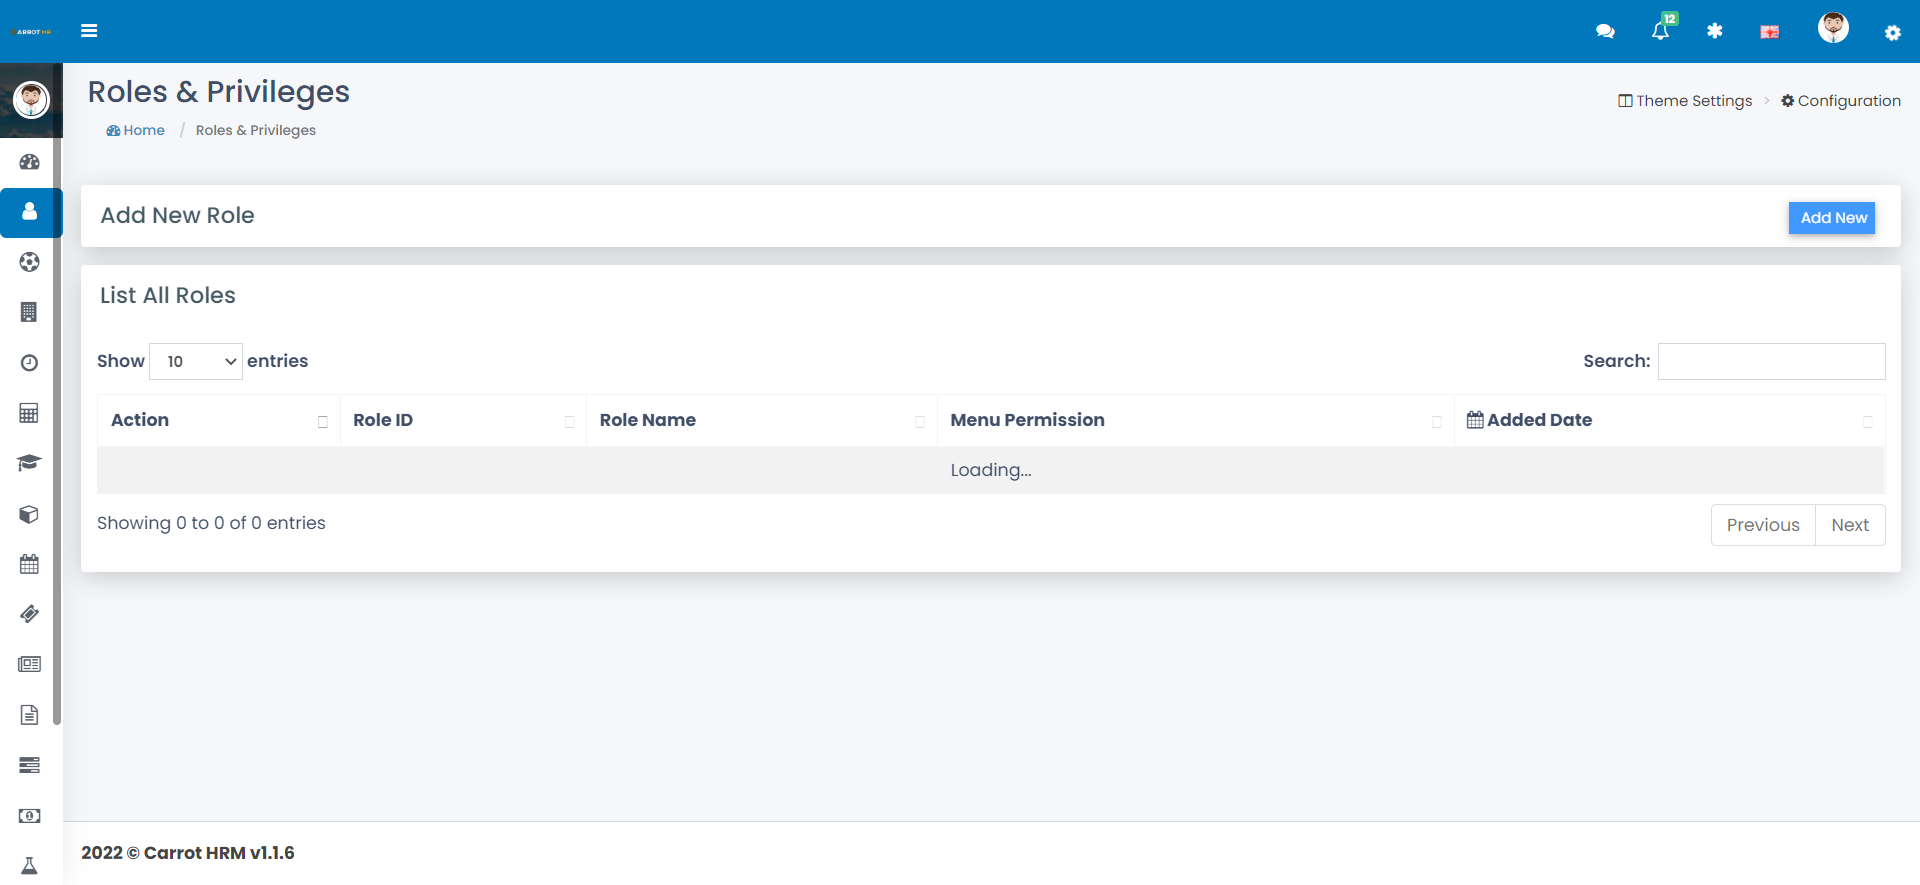 ARROT HR
12
Roles & Privileges
Theme Settings
Configuration
Home / Roles & Privileges
Add New Role
Add New
List All Roles
Show 10 entries
Search:
Action
Role ID
Role Name
Menu Permission
Added Date
Loading...
Showing 0 to 0 of 0 entries
Previous
Next
2022 © Carrot HRM v1.1.6